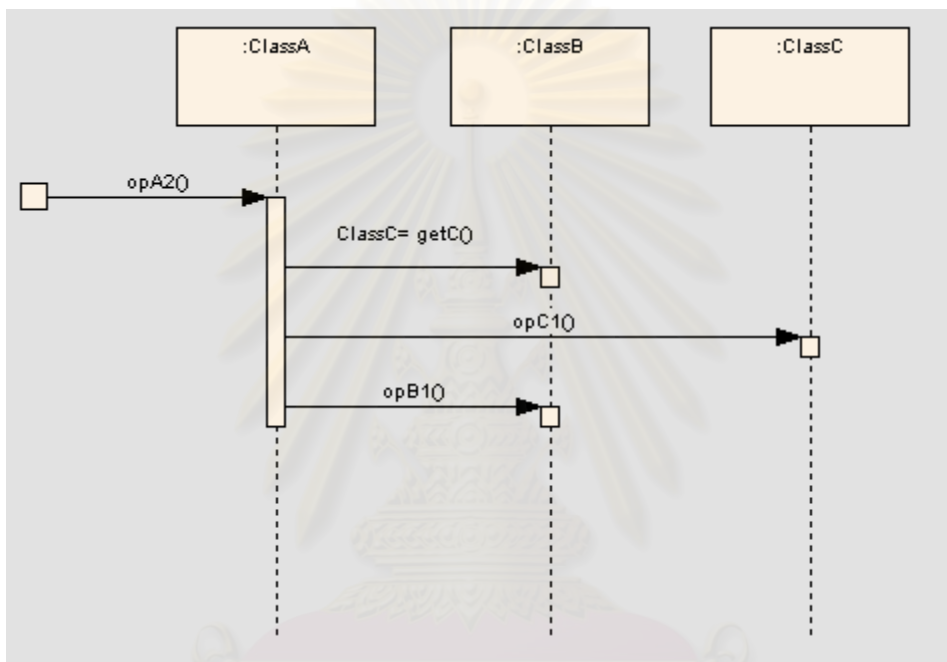 :ClassA
:ClassB
:ClassC
opA2()
ClassC= getC()
opC1()
opB1()